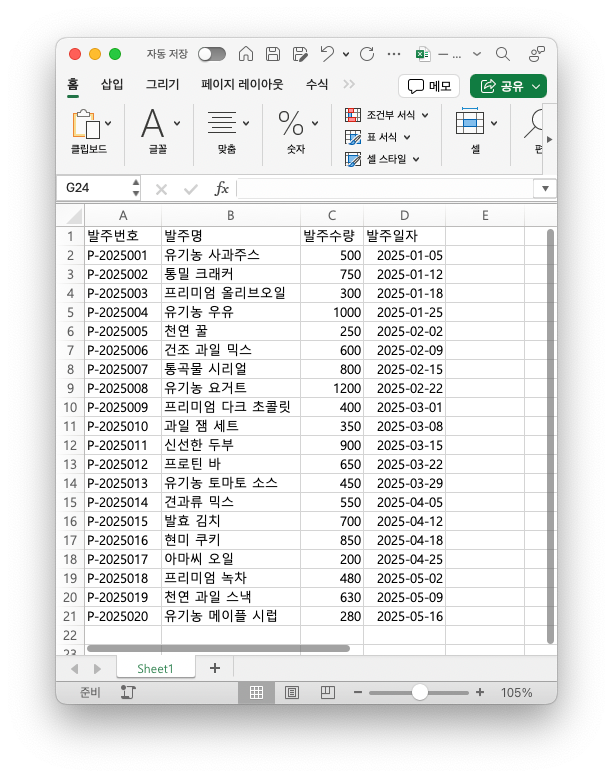 자동 저장 ... — ...
홈 삽입 그리기 페이지 레이아웃 수식 >> 메모 공유
클립보드 글꼴 맞춤 % 숫자 조건부 서식 표 서식 셀 스타일 셀
G24 fx
A B C D E
1 발주번호 발주명 발주수량 발주일자
2 P-2025001 유기농 사과주스 500 2025-01-05
3 P-2025002 통밀 크래커 750 2025-01-12
4 P-2025003 프리미엄 올리브오일 300 2025-01-18
5 P-2025004 유기농 우유 1000 2025-01-25
6 P-2025005 천연 꿀 250 2025-02-02
7 P-2025006 건조 과일 믹스 600 2025-02-09
8 P-2025007 통곡물 시리얼 800 2025-02-15
9 P-2025008 유기농 요거트 1200 2025-02-22
10 P-2025009 프리미엄 다크 초콜릿 400 2025-03-01
11 P-2025010 과일 잼 세트 350 2025-03-08
12 P-2025011 신선한 두부 900 2025-03-15
13 P-2025012 프로틴 바 650 2025-03-22
14 P-2025013 유기농 토마토 소스 450 2025-03-29
15 P-2025014 견과류 믹스 550 2025-04-05
16 P-2025015 발효 김치 700 2025-04-12
17 P-2025016 현미 쿠키 850 2025-04-18
18 P-2025017 아마씨 오일 200 2025-04-25
19 P-2025018 프리미엄 녹차 480 2025-05-02
20 P-2025019 천연 과일 스낵 630 2025-05-09
21 P-2025020 유기농 메이플 시럽 280 2025-05-16
22
23
Sheet1 +
준비 105%